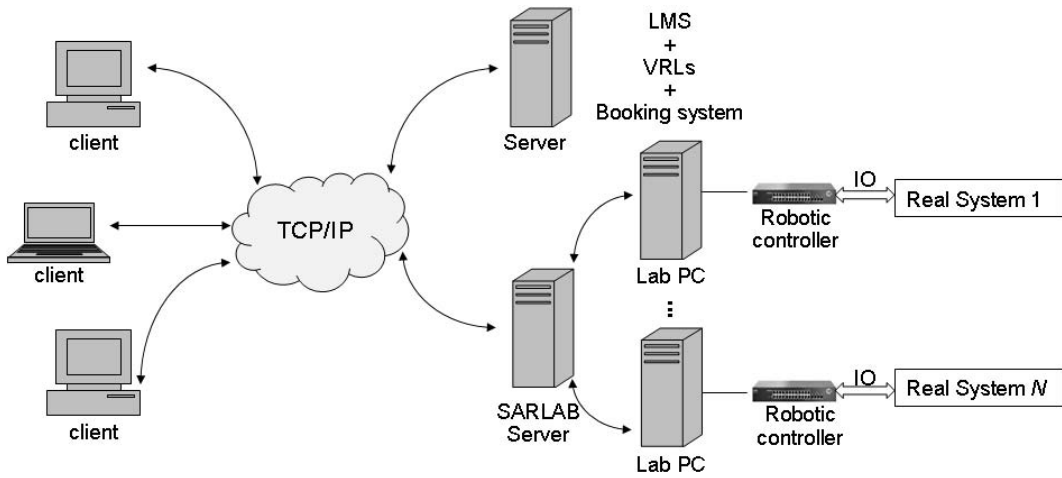 client
client
client
TCP/IP
Server
LMS
+
VRLs
+
Booking system
SARLAB
Server
Lab PC
Robotic
controller
IO
Real System 1
Lab PC
Robotic
controller
IO
Real System N